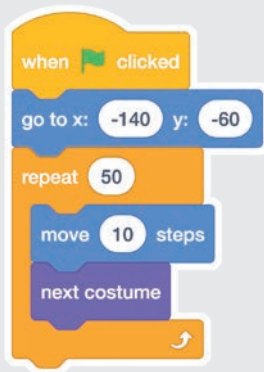 when clicked
go to x: -140 y: -60
repeat 50
move 10 steps
next costume